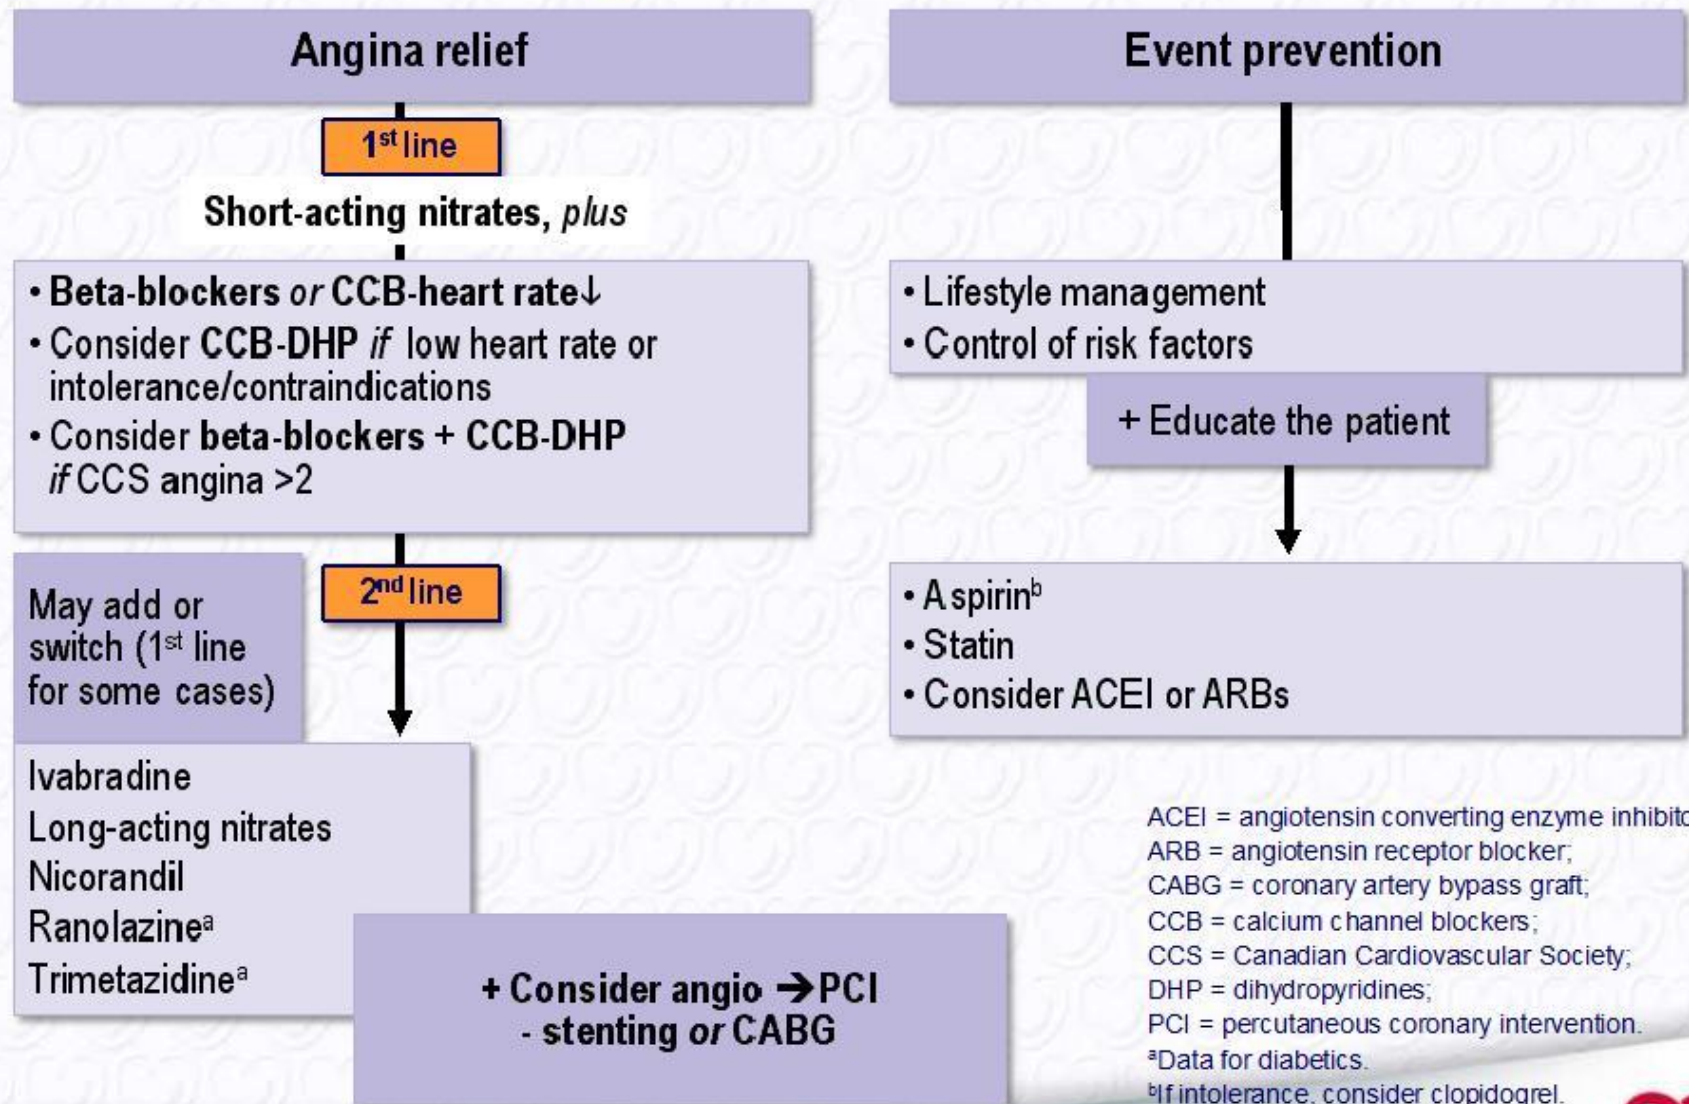 Angina relief
1st line
Short-acting nitrates, plus
• Beta-blockers or CCB-heart rate↓
• Consider CCB-DHP if low heart rate or
intolerance/contraindications
• Consider beta-blockers + CCB-DHP
if CCS angina >2
May add or
switch (1st line
for some cases)
2nd line
Ivabradine
Long-acting nitrates
Nicorandil
Ranolazineᵃ
Trimetazidineᵃ
+ Consider angio ➔PCI
- stenting or CABG
Event prevention
• Lifestyle management
• Control of risk factors
+ Educate the patient
• Aspirinᵇ
• Statin
• Consider ACEI or ARBs
ACEI = angiotensin converting enzyme inhibito
ARB = angiotensin receptor blocker;
CABG = coronary artery bypass graft;
CCB = calcium channel blockers;
CCS = Canadian Cardiovascular Society;
DHP = dihydropyridines;
PCI = percutaneous coronary intervention.
ᵃData for diabetics.
ᵇIf intolerance, consider clopidogrel.